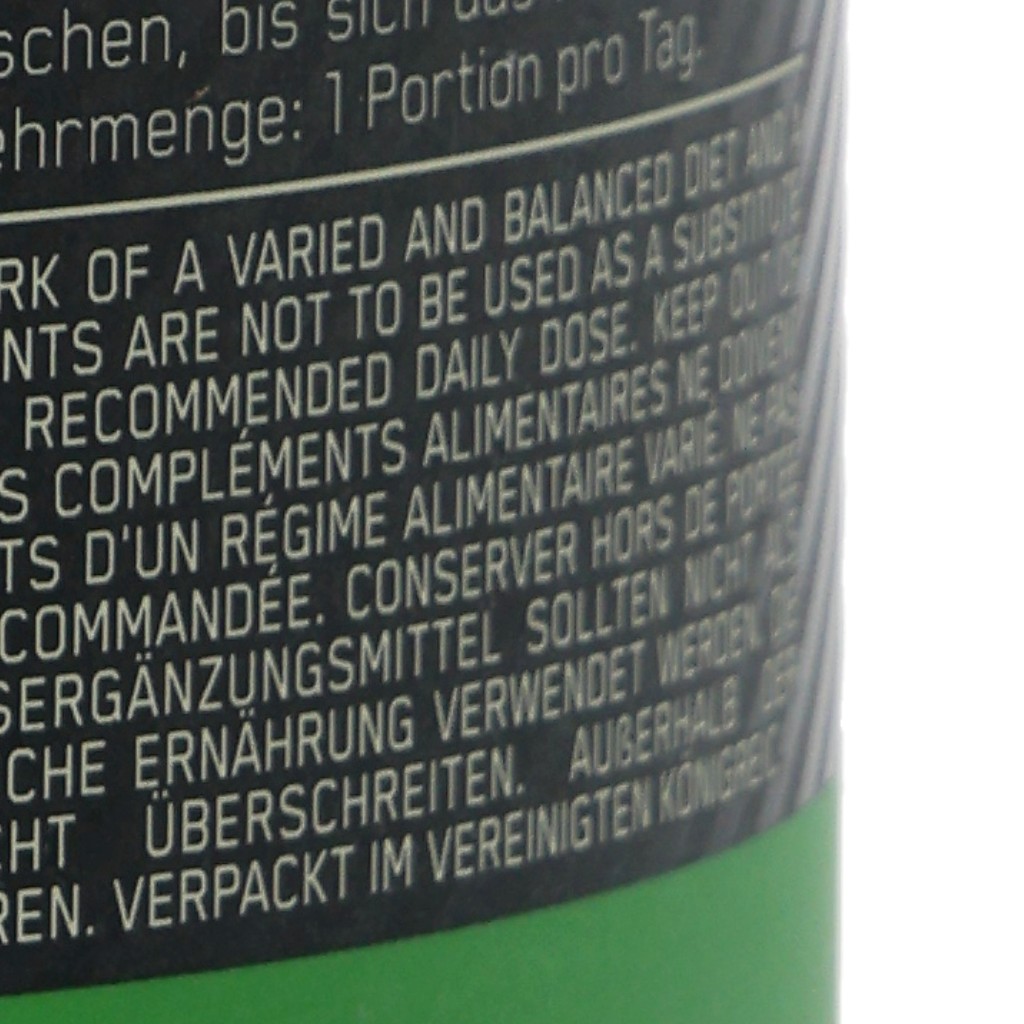 schen, bis sich
ehrmenge: 1 Portion pro Tag.
RK OF A VARIED AND BALANCED DIET AND
NTS ARE NOT TO BE USED AS A SUBSTITUTE
RECOMMENDED DAILY DOSE. KEEP OUT OF
S COMPLÉMENTS ALIMENTAIRES NE DOIVENT
TS D'UN RÉGIME ALIMENTAIRE VARIÉ. NE PAS
COMMANDÉE. CONSERVER HORS DE PORTÉE
SERGÄNZUNGSMITTEL SOLLTEN NICHT ALS
CHE ERNÄHRUNG VERWENDET WERDEN. DIE
CHT ÜBERSCHREITEN. AUßERHALB DER
REN. VERPACKT IM VEREINIGTEN KÖNIGREICH